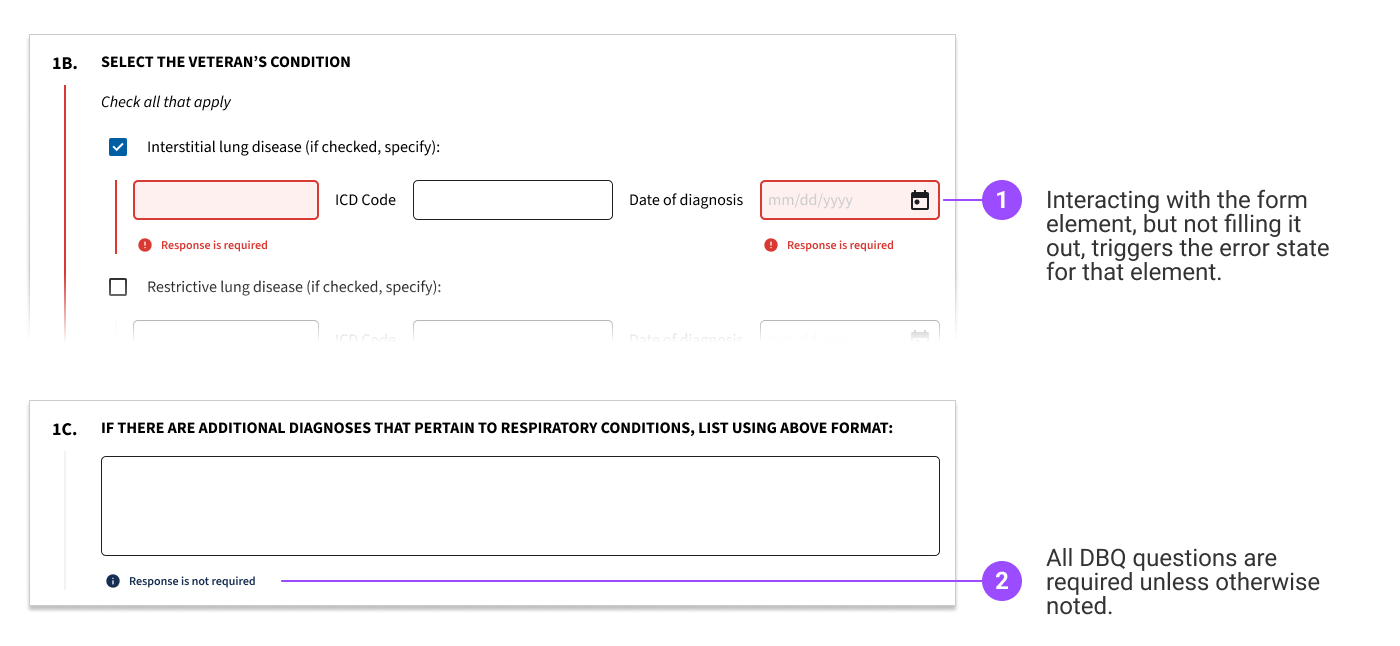 1B. SELECT THE VETERAN’S CONDITION
Check all that apply
Interstitial lung disease (if checked, specify):
ICD Code Date of diagnosis mm/dd/yyyy
Response is required Response is required
Restrictive lung disease (if checked, specify):
ICD Code Date of diagnosis
1 Interacting with the form
element, but not filling it
out, triggers the error state
for that element.
1C. IF THERE ARE ADDITIONAL DIAGNOSES THAT PERTAIN TO RESPIRATORY CONDITIONS, LIST USING ABOVE FORMAT:
Response is not required
2 All DBQ questions are
required unless otherwise
noted.